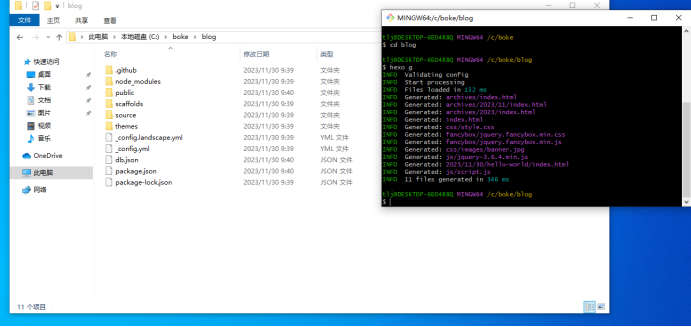 blog
文件
主页
共享
查看
此电脑 › 本地磁盘 (C:) › boke › blog
名称
修改日期
类型
快速访问
桌面
下载
文档
图片
视频
音乐
OneDrive
此电脑
网络
.github 2023/11/30 9:39 文件夹
node_modules 2023/11/30 9:39 文件夹
public 2023/11/30 9:40 文件夹
scaffolds 2023/11/30 9:39 文件夹
source 2023/11/30 9:39 文件夹
themes 2023/11/30 9:39 文件夹
_config.landscape.yml 2023/11/30 9:39 YML 文件
_config.yml 2023/11/30 9:39 YML 文件
db.json 2023/11/30 9:40 JSON 文件
package.json 2023/11/30 9:40 JSON 文件
package-lock.json 2023/11/30 9:39 JSON 文件
11 个项目
MINGW64:/c/boke/blog
tlj@DESKTOP-6EO4R8Q MINGW64 /c/boke
$ cd blog
tlj@DESKTOP-6EO4R8Q MINGW64 /c/boke/blog
$ hexo g
INFO Validating config
INFO Start processing
INFO Files loaded in 152 ms
INFO Generated: archives/index.html
INFO Generated: archives/2023/11/index.html
INFO Generated: archives/2023/index.html
INFO Generated: index.html
INFO Generated: css/style.css
INFO Generated: fancybox/jquery.fancybox.min.css
INFO Generated: fancybox/jquery.fancybox.min.js
INFO Generated: css/images/banner.jpg
INFO Generated: js/jquery-3.6.4.min.js
INFO Generated: 2023/11/30/hello-world/index.html
INFO Generated: js/script.js
INFO 11 files generated in 346 ms
tlj@DESKTOP-6EO4R8Q MINGW64 /c/boke/blog
$